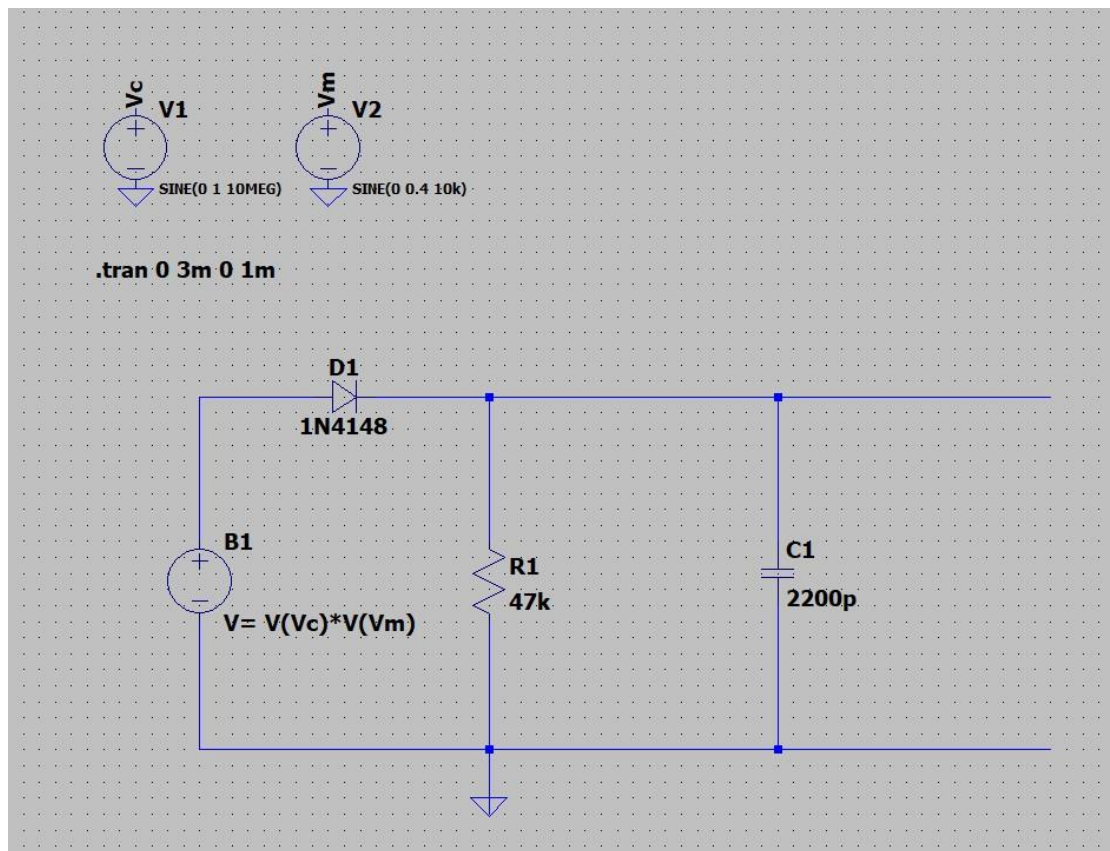 Vc
V1
SINE(0 1 10MEG)
Vm
V2
SINE(0 0.4 10k)
.tran 0 3m 0 1m
D1
1N4148
B1
V= V(Vc)*V(Vm)
R1
47k
C1
2200p